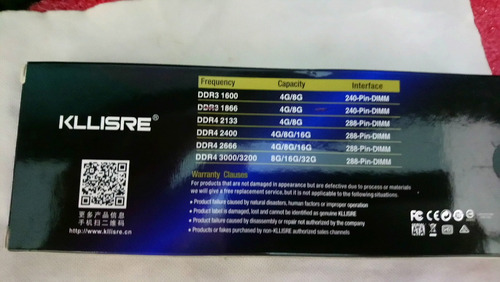 KLLISRE®
更多产品信息
手机扫二维码
http://www.kllisre.cn
Frequency Capacity Interface
DDR3 1600 4G/8G 240-Pin-DIMM
DDR3 1866 4G/8G 240-Pin-DIMM
DDR4 2133 4G/8G 288-Pin-DIMM
DDR4 2400 4G/8G/16G 288-Pin-DIMM
DDR4 2666 4G/8G/16G 288-Pin-DIMM
DDR4 3000/3200 8G/16G/32G 288-Pin-DIMM
Warranty Clauses
For products that are not damaged in appearance but are defective due to process or materials
we will give a free replacement service, but it is not applicable to the following situations.
• Product failure caused by natural disasters, human factors or improper operation
• Product label is damaged, lost and cannot be identified as genuine KLLISRE
• Product failure caused by disassembly or repair not authorized by the company
• Products or fakes purchased by non-KLLISRE authorized sales channels
FC CE